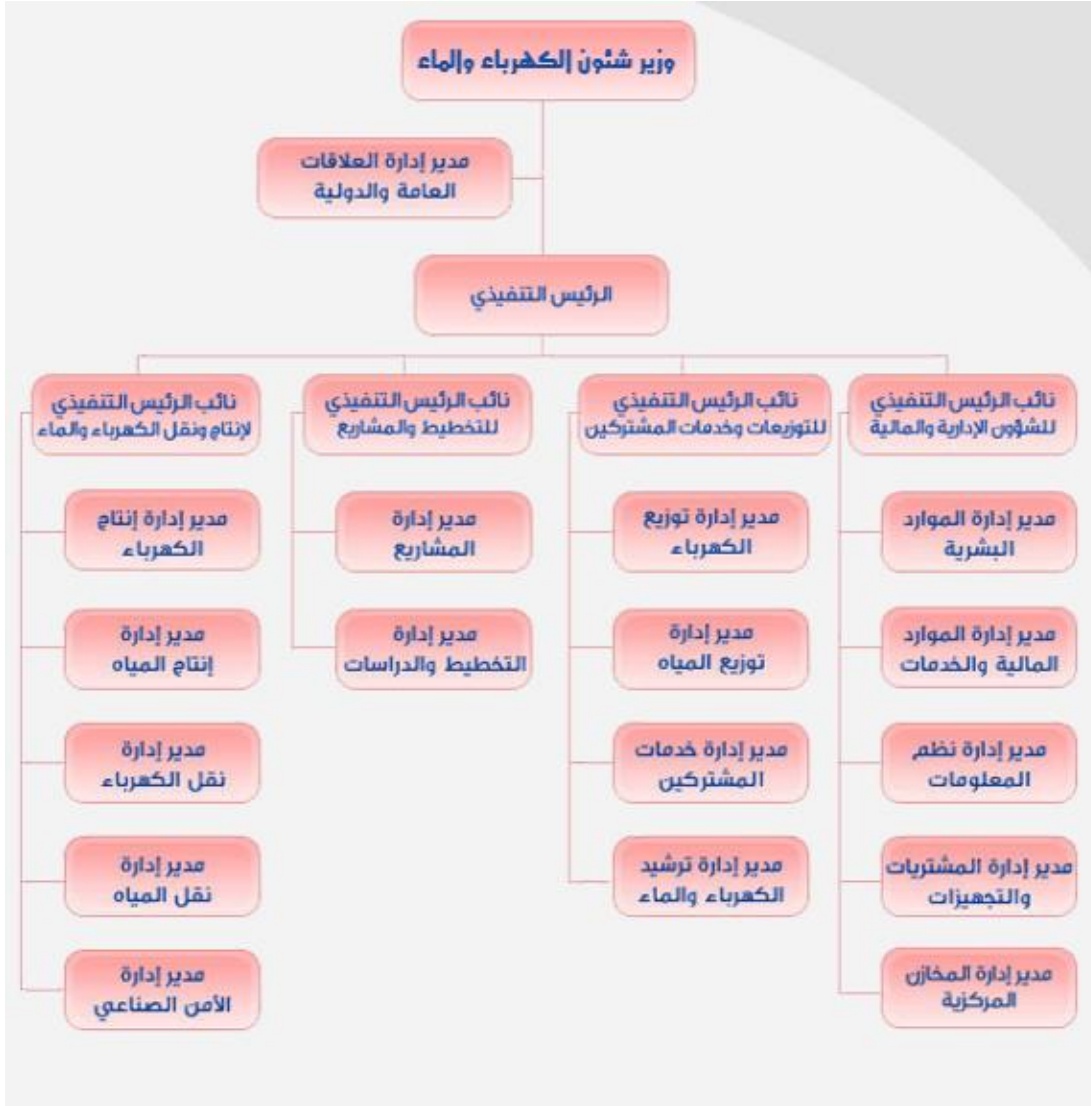 وزير شئون الكهرباء والماء
مدير إدارة العلاقات
العامة والدولية
الرئيس التنفيذي
نائب الرئيس التنفيذي
للشؤون الإدارية والمالية
مدير إدارة الموارد
البشرية
مدير إدارة الموارد
المالية والخدمات
مدير إدارة نظم
المعلومات
مدير إدارة المشتريات
والتجهيزات
مدير إدارة المخازن
المركزية
نائب الرئيس التنفيذي
للتوزيعات وخدمات المشتركين
مدير إدارة توزيع
الكهرباء
مدير إدارة
توزيع المياه
مدير إدارة خدمات
المشتركين
مدير إدارة ترشيد
الكهرباء والماء
نائب الرئيس التنفيذي
للتخطيط والمشاريع
مدير إدارة
المشاريع
مدير إدارة
التخطيط والدراسات
نائب الرئيس التنفيذي
لإنتاج ونقل الكهرباء والماء
مدير إدارة إنتاج
الكهرباء
مدير إدارة
إنتاج المياه
مدير إدارة
نقل الكهرباء
مدير إدارة
نقل المياه
مدير إدارة
الأمن الصناعي